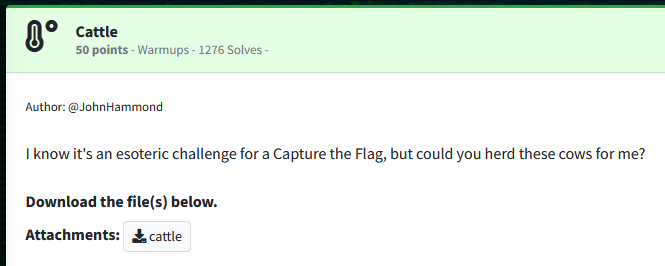 Cattle
50 points - Warmups - 1276 Solves -
Author: @JohnHammond
I know it's an esoteric challenge for a Capture the Flag, but could you herd these cows for me?
Download the file(s) below.
Attachments: cattle